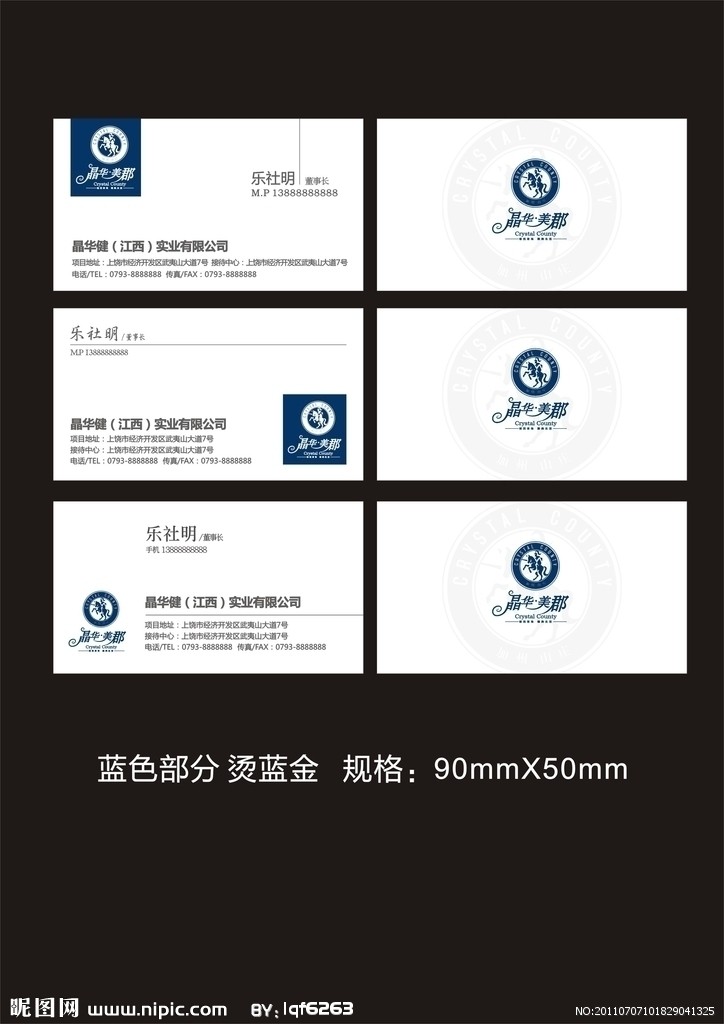 CRYSTAL COUNTY
晶华·美郡
Crystal County
乐社明 董事长
M.P 13888888888
晶华健（江西）实业有限公司
项目地址：上饶市经济开发区武夷山大道7号 接待中心：上饶市经济开发区武夷山大道7号
电话/TEL：0793-8888888 传真/FAX：0793-8888888
CRYSTAL COUNTY
CRYSTAL COUNTY
晶华·美郡
Crystal County
乐社明/董事长
M.P 13888888888
晶华健（江西）实业有限公司
项目地址：上饶市经济开发区武夷山大道7号
接待中心：上饶市经济开发区武夷山大道7号
电话/TEL：0793-8888888 传真/FAX：0793-8888888
CRYSTAL COUNTY
晶华·美郡
Crystal County
CRYSTAL COUNTY
CRYSTAL COUNTY
晶华·美郡
Crystal County
乐社明/董事长
手机 13888888888
CRYSTAL COUNTY
晶华·美郡
Crystal County
晶华健（江西）实业有限公司
项目地址：上饶市经济开发区武夷山大道7号
接待中心：上饶市经济开发区武夷山大道7号
电话/TEL：0793-8888888 传真/FAX：0793-8888888
CRYSTAL COUNTY
CRYSTAL COUNTY
晶华·美郡
Crystal County
蓝色部分 烫蓝金 规格：90mmX50mm
昵图网 www.nipic.com BY:lqf6263
NO:20110707101829041325